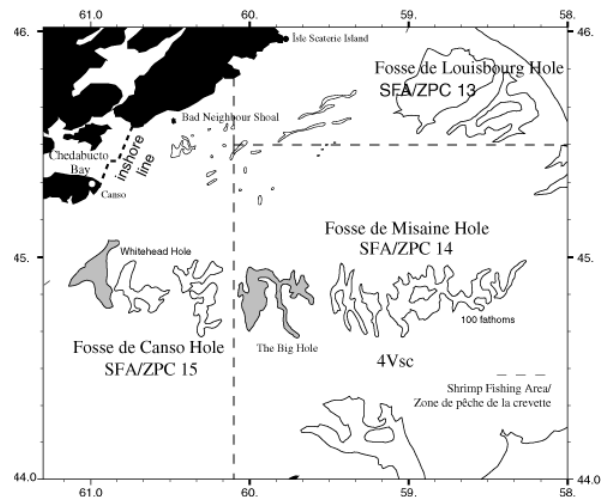 61.0 60. 59. 58.
46. 46.
Isle Scaterie Island
Fosse de Louisbourg Hole
SFA/ZPC 13
Bad Neighbour Shoal
Chedabucto
Bay
inshore
line
Canso
Fosse de Misaine Hole
SFA/ZPC 14
Whitehead Hole
45. 45.
100 fathoms
Fosse de Canso Hole
SFA/ZPC 15
The Big Hole
4Vsc
Shrimp Fishing Area/
Zone de pêche de la crevette
44.0 44.0
61.0 60. 59. 58.